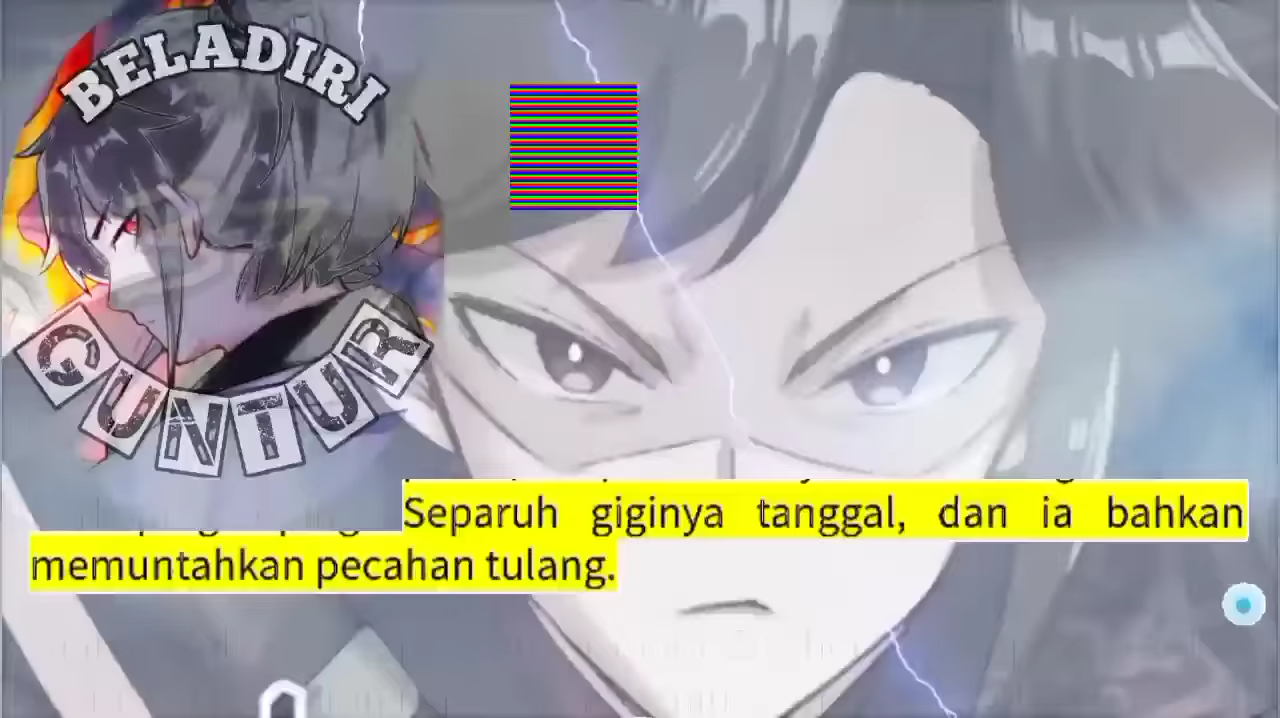 BELADIRI
GUNTUR
Separuh giginya tanggal, dan ia bahkan
memuntahkan pecahan tulang.